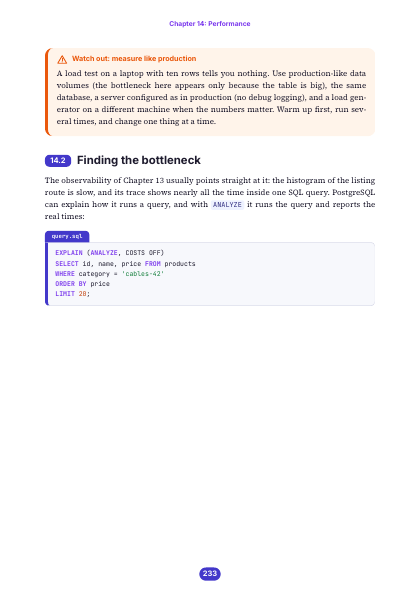 Chapter 14: Performance
Watch out: measure like production
A load test on a laptop with ten rows tells you nothing. Use production-like data
volumes (the bottleneck here appears only because the table is big), the same
database, a server configured as in production (no debug logging), and a load gen-
erator on a different machine when the numbers matter. Warm up first, run sev-
eral times, and change one thing at a time.
14.2 Finding the bottleneck
The observability of Chapter 13 usually points straight at it: the histogram of the listing
route is slow, and its trace shows nearly all the time inside one SQL query. PostgreSQL
can explain how it runs a query, and with ANALYZE it runs the query and reports the
real times:
query.sql
EXPLAIN (ANALYZE, COSTS OFF)
SELECT id, name, price FROM products
WHERE category = 'cables-42'
ORDER BY price
LIMIT 20;
233